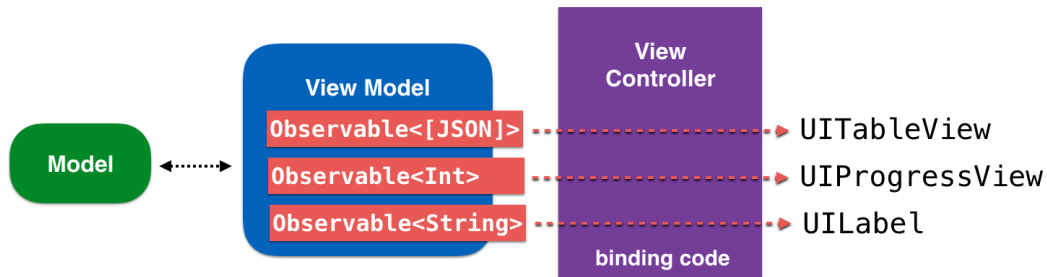 Model
View Model
Observable<[JSON]>
Observable<Int>
Observable<String>
View
Controller
binding code
UITableView
UIProgressView
UILabel